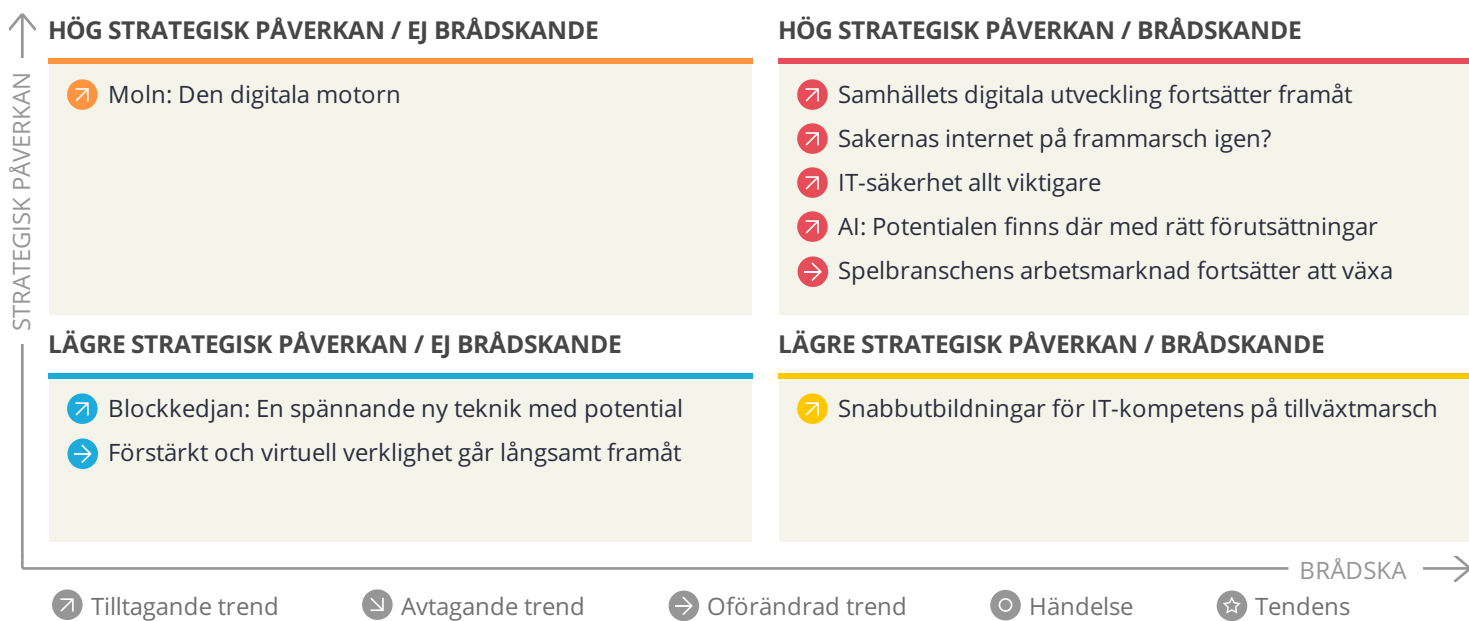 STRATEGISK PÅVERKAN
HÖG STRATEGISK PÅVERKAN / EJ BRÅDSKANDE
Moln: Den digitala motorn
HÖG STRATEGISK PÅVERKAN / BRÅDSKANDE
Samhällets digitala utveckling fortsätter framåt
Sakernas internet på frammarsch igen?
IT-säkerhet allt viktigare
AI: Potentialen finns där med rätt förutsättningar
Spelbranschens arbetsmarknad fortsätter att växa
LÄGRE STRATEGISK PÅVERKAN / EJ BRÅDSKANDE
Blockkedjan: En spännande ny teknik med potential
Förstärkt och virtuell verklighet går långsamt framåt
LÄGRE STRATEGISK PÅVERKAN / BRÅDSKANDE
Snabbutbildningar för IT-kompetens på tillväxtmarsch
BRÅDSKA
Tilltagande trend
Avtagande trend
Oförändrad trend
Händelse
Tendens